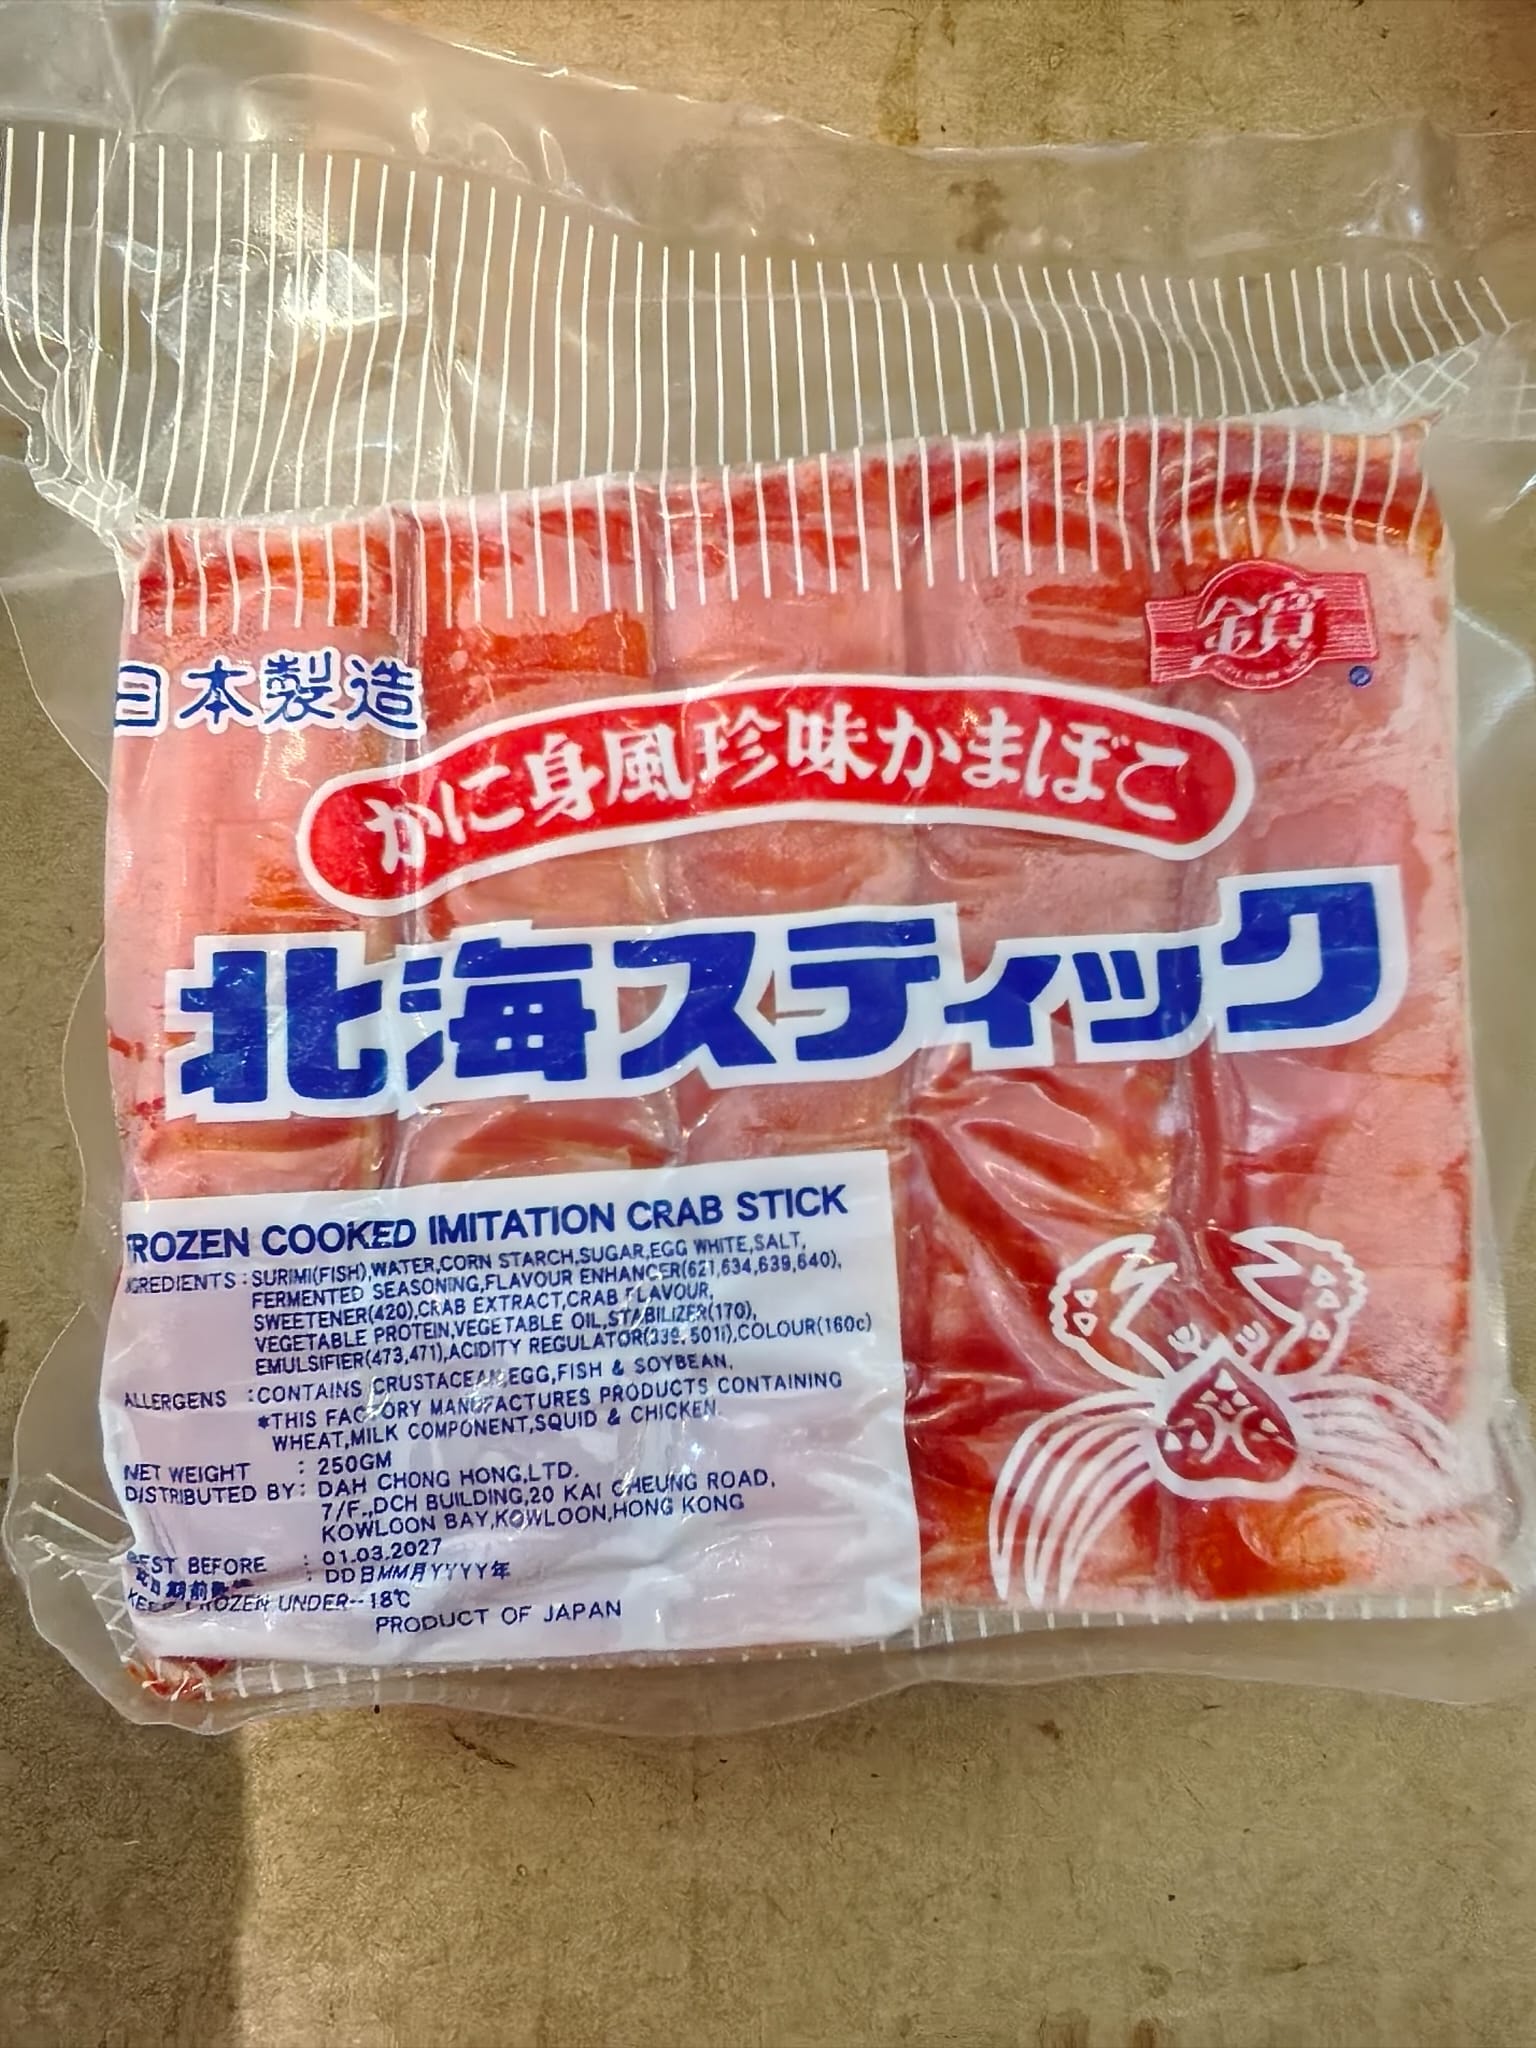 金寶
日本製造
かに身風珍味かまぼこ
北海スティック
ROZEN COOKED IMITATION CRAB STICK
GREDIENTS : SURIMI(FISH),WATER,CORN STARCH,SUGAR,EGG WHITE,SALT,
FERMENTED SEASONING,FLAVOUR ENHANCER(621,634,639,640),
SWEETENER(420),CRAB EXTRACT,CRAB FLAVOUR,
VEGETABLE PROTEIN,VEGETABLE OIL,STABILIZER(170),
EMULSIFIER(473,471),ACIDITY REGULATOR(339, 501i),COLOUR(160c)
ALLERGENS : CONTAINS CRUSTACEAN,EGG,FISH & SOYBEAN.
*THIS FACTORY MANUFACTURES PRODUCTS CONTAINING
WHEAT,MILK COMPONENT,SQUID & CHICKEN.
NET WEIGHT : 250GM
DISTRIBUTED BY: DAH CHONG HONG,LTD.
7/F.,DCH BUILDING,20 KAI CHEUNG ROAD,
KOWLOON BAY,KOWLOON,HONG KONG
BEST BEFORE : 01.03.2027
: DD日MM月YYYY年
KEEP FROZEN UNDER--18℃
PRODUCT OF JAPAN